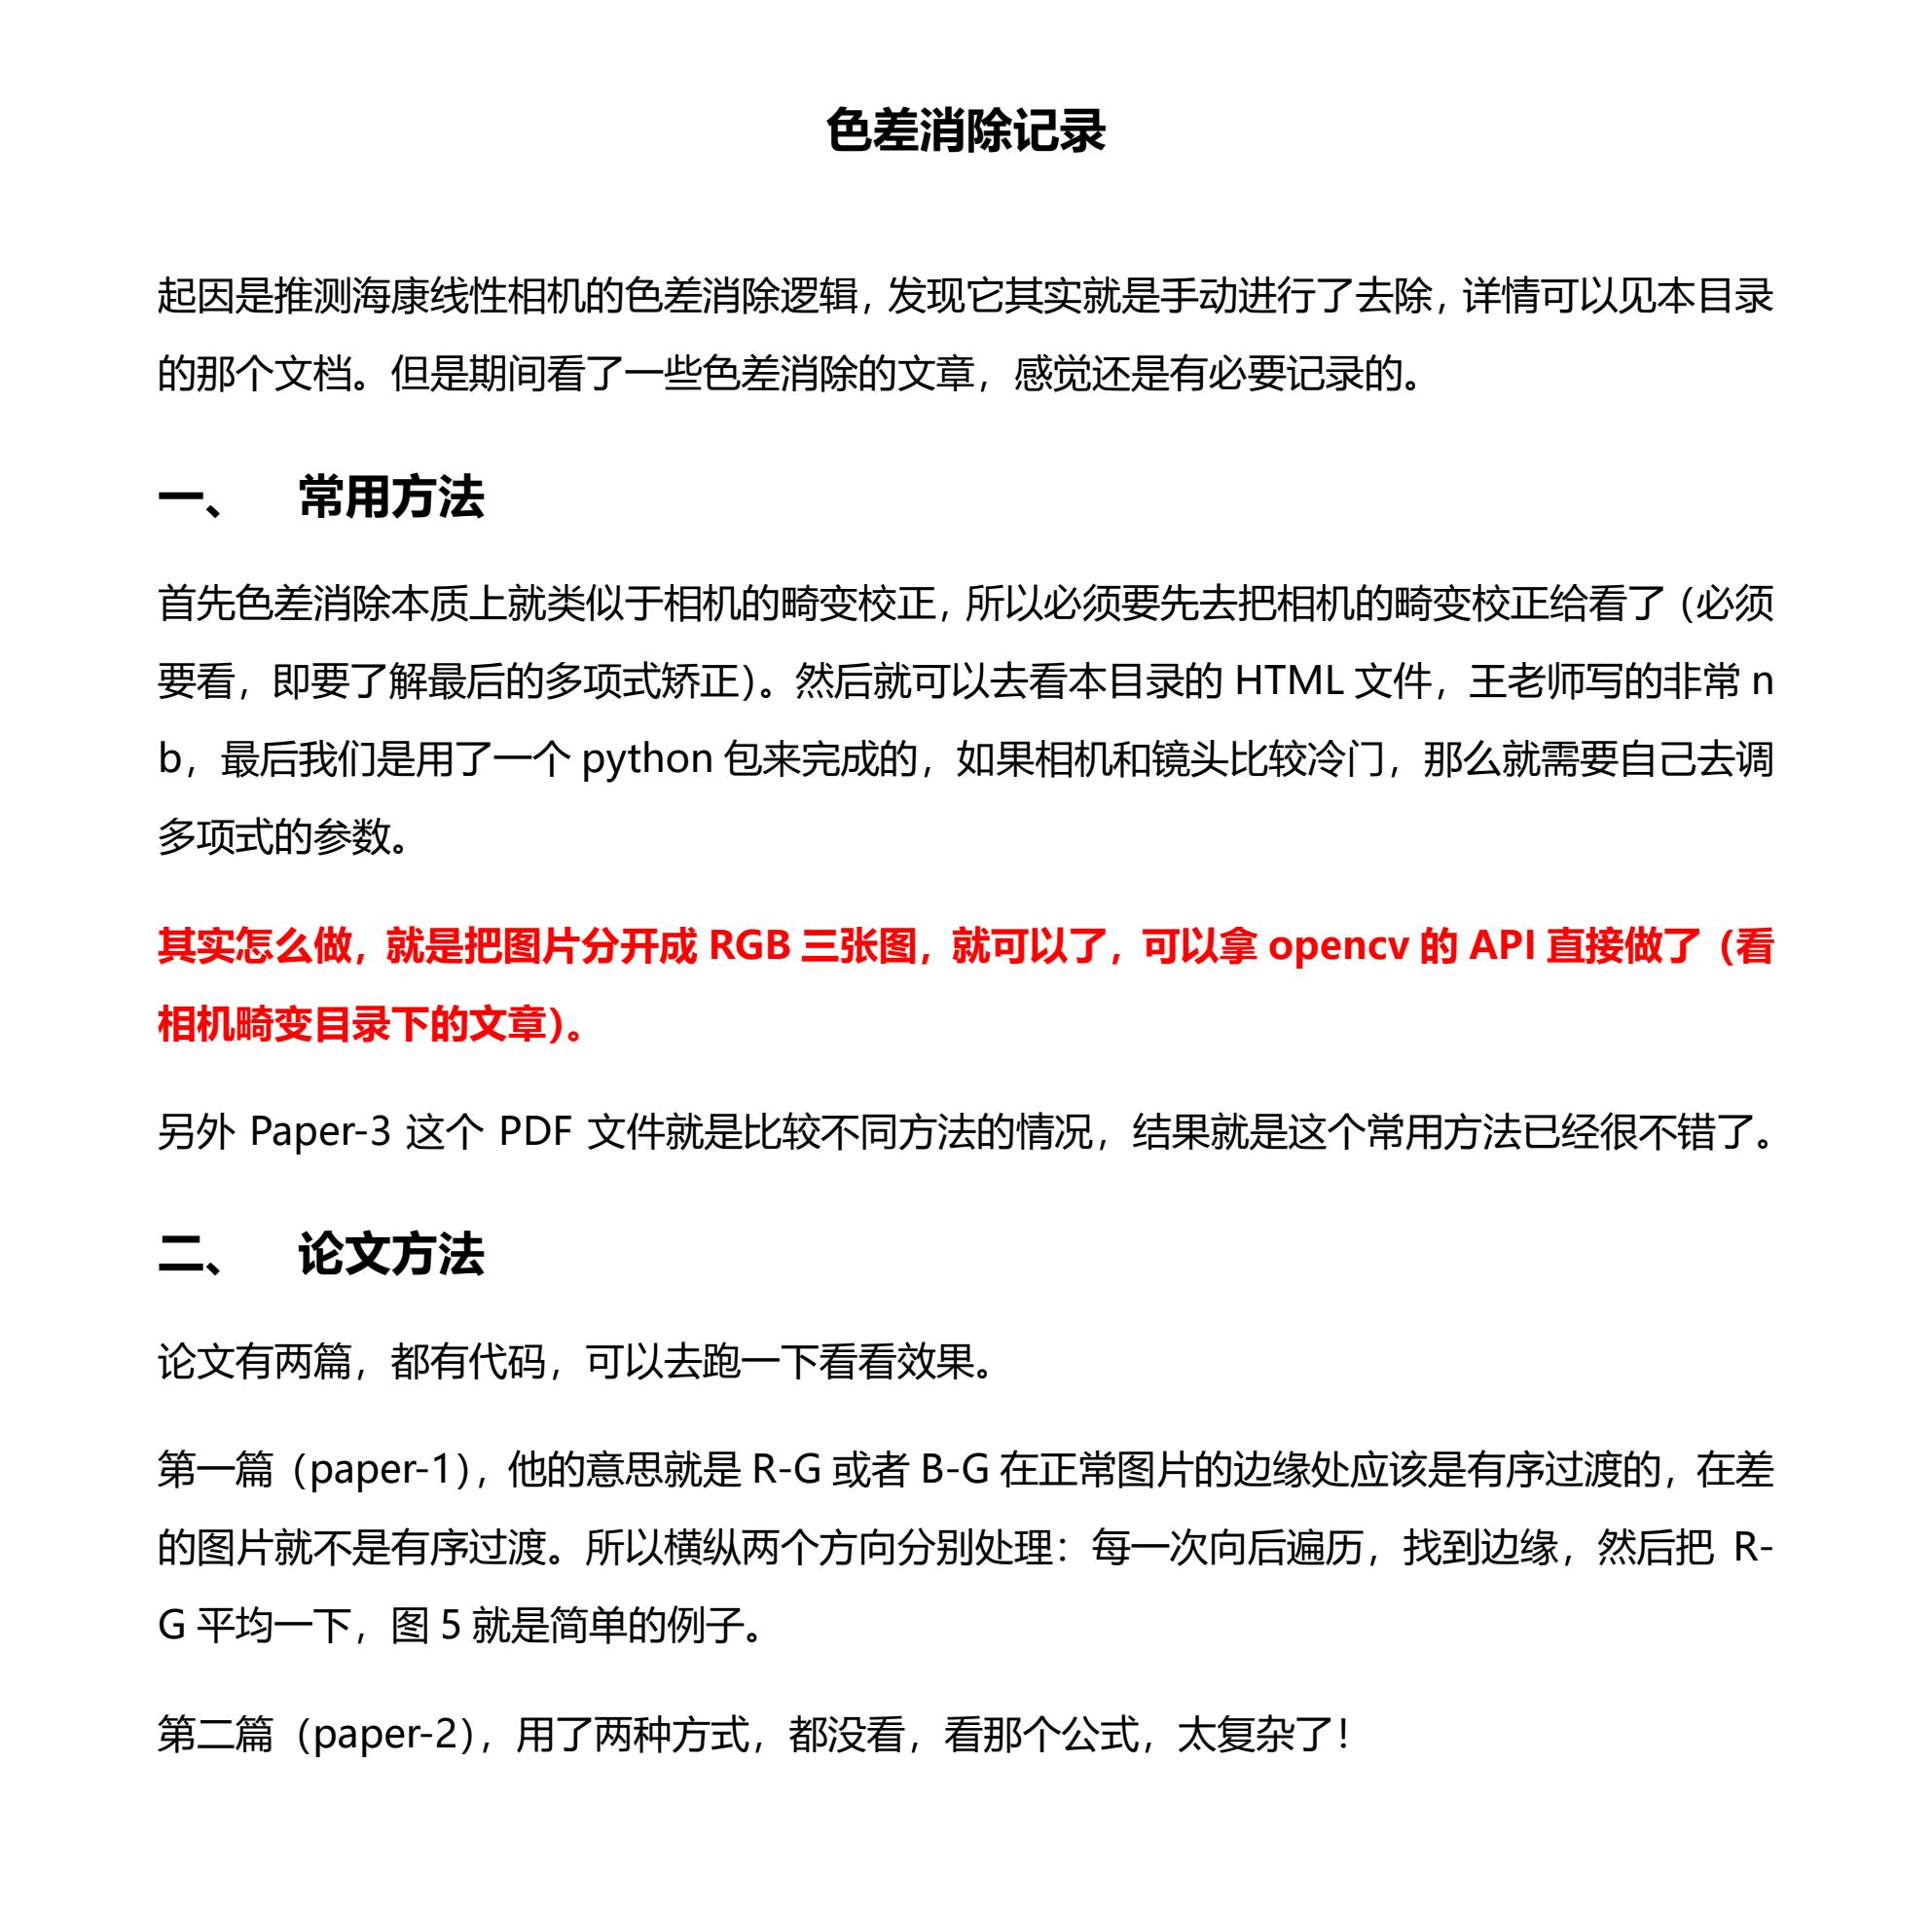 色差消除记录
起因是推测海康线性相机的色差消除逻辑，发现它其实就是手动进行了去除，详情可以见本目录
的那个文档。但是期间看了一些色差消除的文章，感觉还是有必要记录的。
一、 常用方法
首先色差消除本质上就类似于相机的畸变校正，所以必须要先去把相机的畸变校正给看了（必须
要看，即要了解最后的多项式矫正）。然后就可以去看本目录的 HTML 文件，王老师写的非常 n
b，最后我们是用了一个 python 包来完成的，如果相机和镜头比较冷门，那么就需要自己去调
多项式的参数。
其实怎么做，就是把图片分开成 RGB 三张图，就可以了，可以拿 opencv 的 API 直接做了（看
相机畸变目录下的文章）。
另外 Paper-3 这个 PDF 文件就是比较不同方法的情况，结果就是这个常用方法已经很不错了。
二、 论文方法
论文有两篇，都有代码，可以去跑一下看看效果。
第一篇（paper-1），他的意思就是 R-G 或者 B-G 在正常图片的边缘处应该是有序过渡的，在差
的图片就不是有序过渡。所以横纵两个方向分别处理：每一次向后遍历，找到边缘，然后把 R-
G 平均一下，图 5 就是简单的例子。
第二篇（paper-2），用了两种方式，都没看，看那个公式，太复杂了！